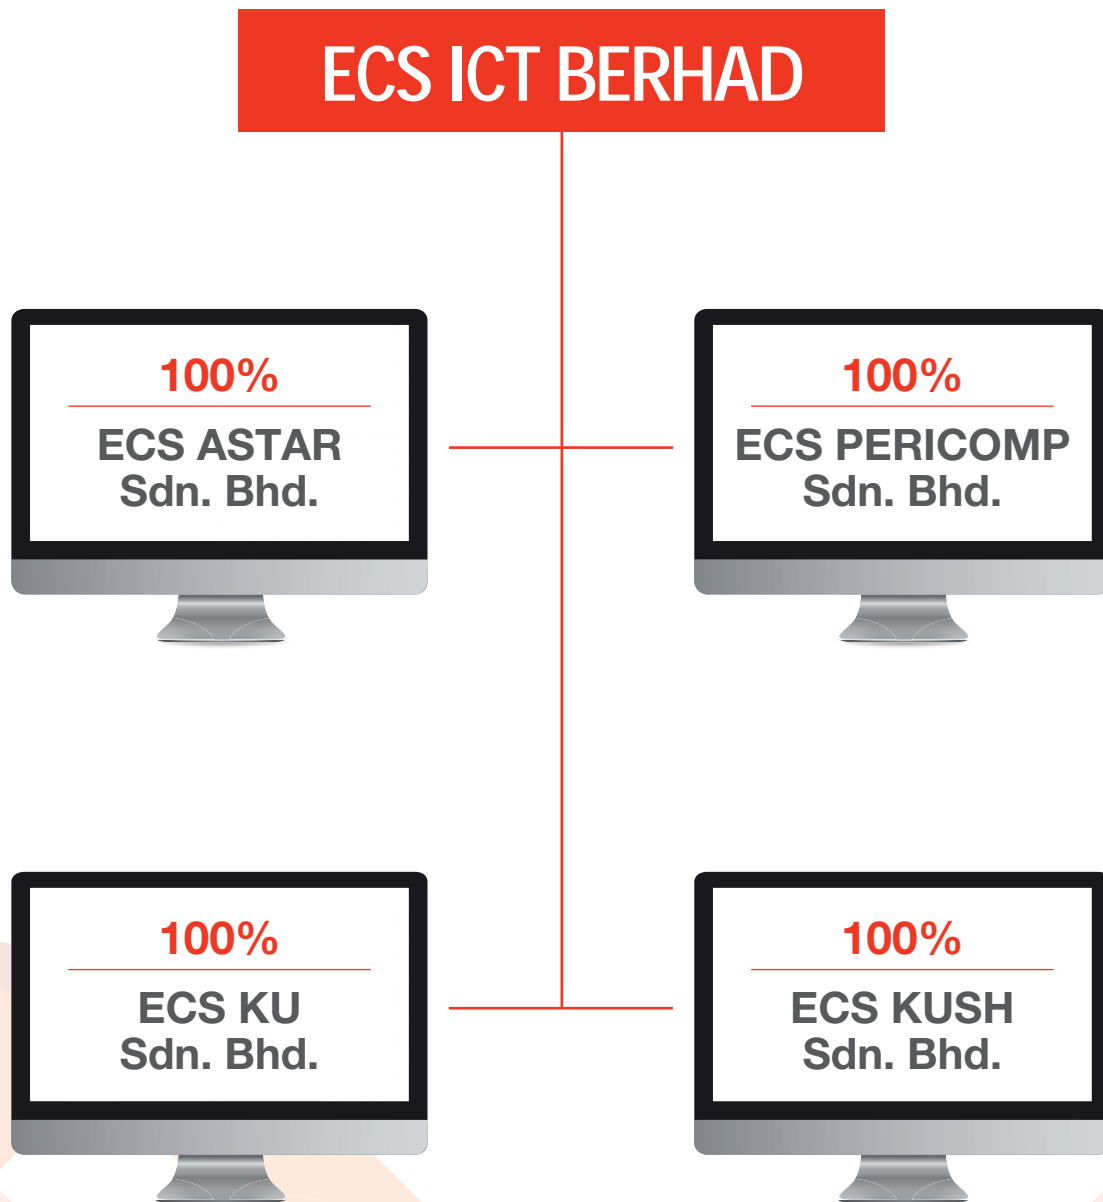 ECS ICT BERHAD
100%
ECS ASTAR
Sdn. Bhd.
100%
ECS PERICOMP
Sdn. Bhd.
100%
ECS KU
Sdn. Bhd.
100%
ECS KUSH
Sdn. Bhd.